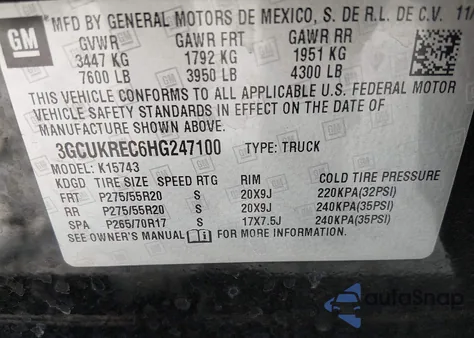 GM
MFD BY GENERAL MOTORS DE MEXICO, S. DE R.L. DE C.V. 11
GVWR GAWR FRT GAWR RR
3447 KG 1792 KG 1951 KG
7600 LB 3950 LB 4300 LB
THIS VEHICLE CONFORMS TO ALL APPLICABLE U.S. FEDERAL MOTOR
VEHICLE SAFETY STANDARDS IN EFFECT ON THE DATE OF
MANUFACTURE SHOWN ABOVE.
3GCUKREC6HG247100 TYPE: TRUCK
MODEL: K15743
KDGD TIRE SIZE SPEED RTG RIM COLD TIRE PRESSURE
FRT P275/55R20 S 20X9J 220KPA(32PSI)
RR P275/55R20 S 20X9J 240KPA(35PSI)
SPA P265/70R17 S 17X7.5J 240KPA(35PSI)
SEE OWNER'S MANUAL FOR MORE INFORMATION.
autoSnap